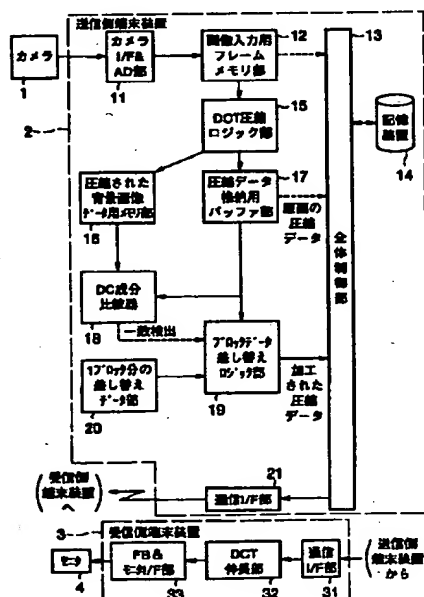 送信側端末装置
カメラ
1
カメラ
I/F&
AD部
11
画像入力用
フレーム
メモリ部
12
13
2
DCT圧縮
ロジック部
15
記憶
装置
14
圧縮された
背景画像
データ用メモリ部
16
圧縮データ
格納用
バッファ部
17
原画の
圧縮
データ
全体制御部
DC成分
比較器
18
一致検出
ブロックデータ
差し替え
ロジック部
19
加工
された
圧縮
データ
1ブロック分の
差し替え
データ部
20
(受信側
端末装置
へ)
通信I/F部
21
3
受信側端末装置
モニタ
4
FB&
モニタI/F部
33
DCT
伸長部
32
通信
I/F部
31
(送信側
端末装置
から)